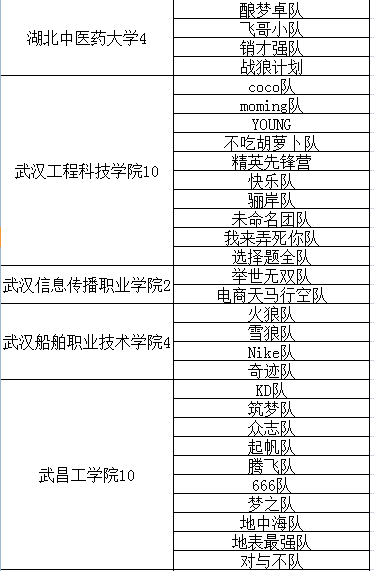 湖北中医药大学4
酿梦卓队
飞哥小队
销才强队
战狼计划
武汉工程科技学院10
coco队
moming队
YOUNG
不吃胡萝卜队
精英先锋营
快乐队
骊岸队
未命名团队
我来弄死你队
选择题全队
武汉信息传播职业学院2
举世无双队
电商天马行空队
武汉船舶职业技术学院4
火狼队
雪狼队
Nike队
奇迹队
武昌工学院10
KD队
筑梦队
众志队
起帆队
腾飞队
666队
梦之队
地中海队
地表最强队
对与不队